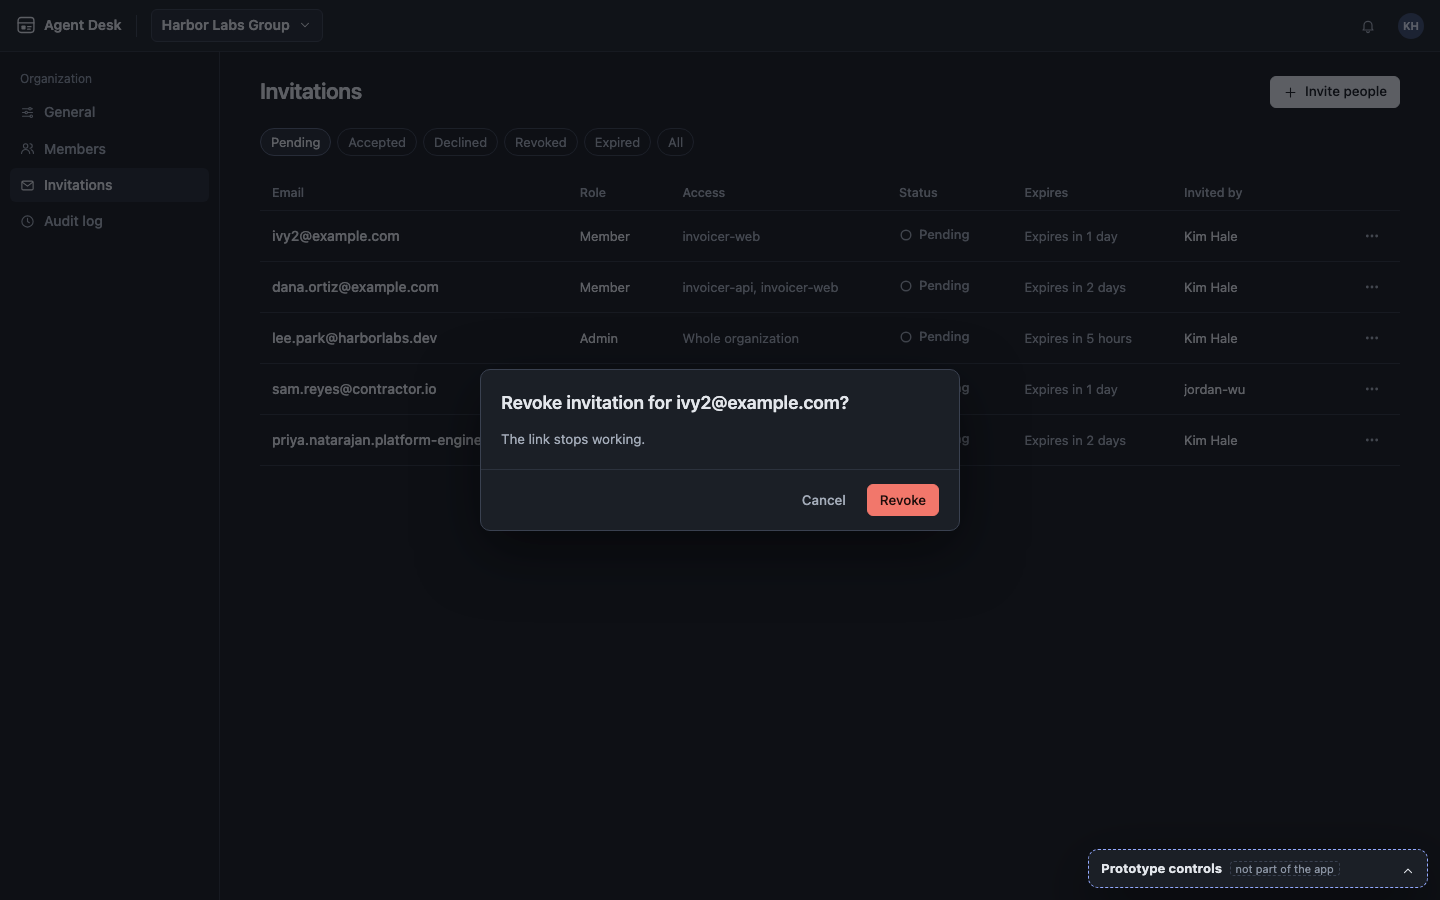 Agent Desk
Harbor Labs Group
KH
Organization
General
Members
Invitations
Audit log
Invitations
Invite people
Pending Accepted Declined Revoked Expired All
Email Role Access Status Expires Invited by
ivy2@example.com Member invoicer-web Pending Expires in 1 day Kim Hale
dana.ortiz@example.com Member invoicer-api, invoicer-web Pending Expires in 2 days Kim Hale
lee.park@harborlabs.dev Admin Whole organization Pending Expires in 5 hours Kim Hale
sam.reyes@contractor.io Expires in 1 day jordan-wu
priya.natarajan.platform-engine Expires in 2 days Kim Hale
Revoke invitation for ivy2@example.com?
The link stops working.
Cancel Revoke
Prototype controls not part of the app